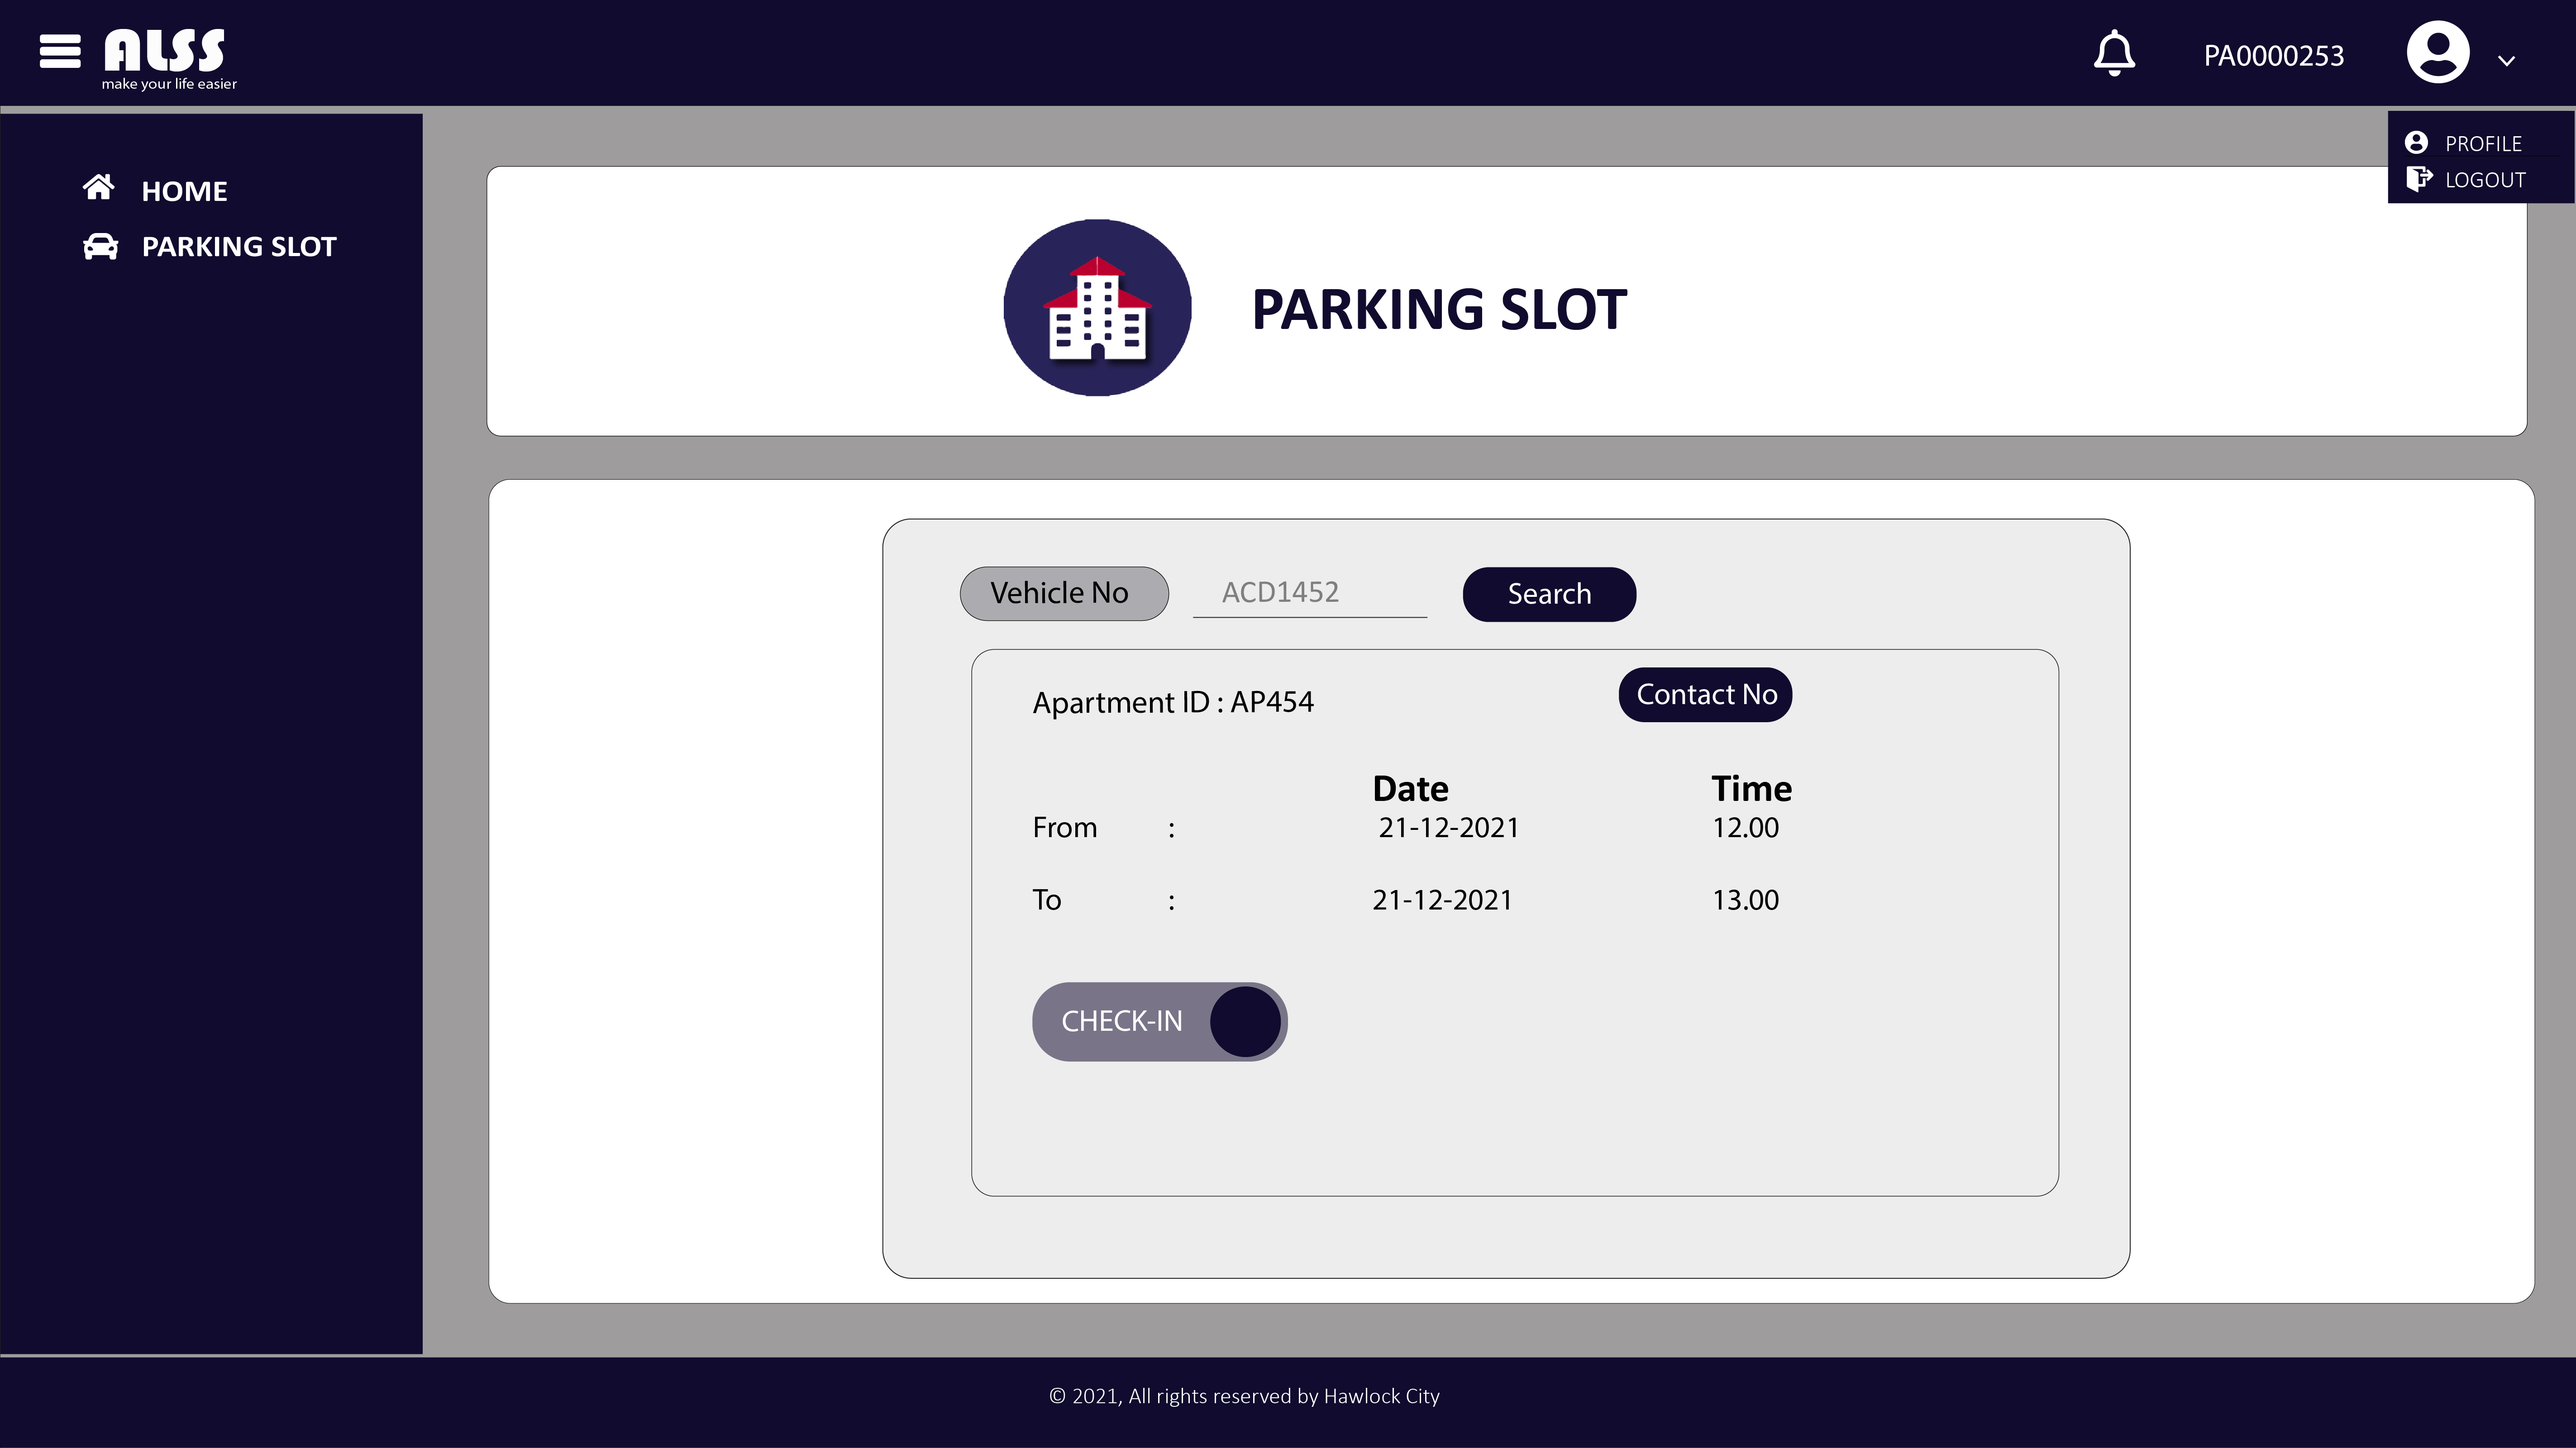 ALSS
make your life easier
PA0000253
PROFILE
LOGOUT
HOME
PARKING SLOT
PARKING SLOT
Vehicle No ACD1452 Search
Apartment ID : AP454 Contact No
Date Time
From : 21-12-2021 12.00
To : 21-12-2021 13.00
CHECK-IN
© 2021, All rights reserved by Hawlock City